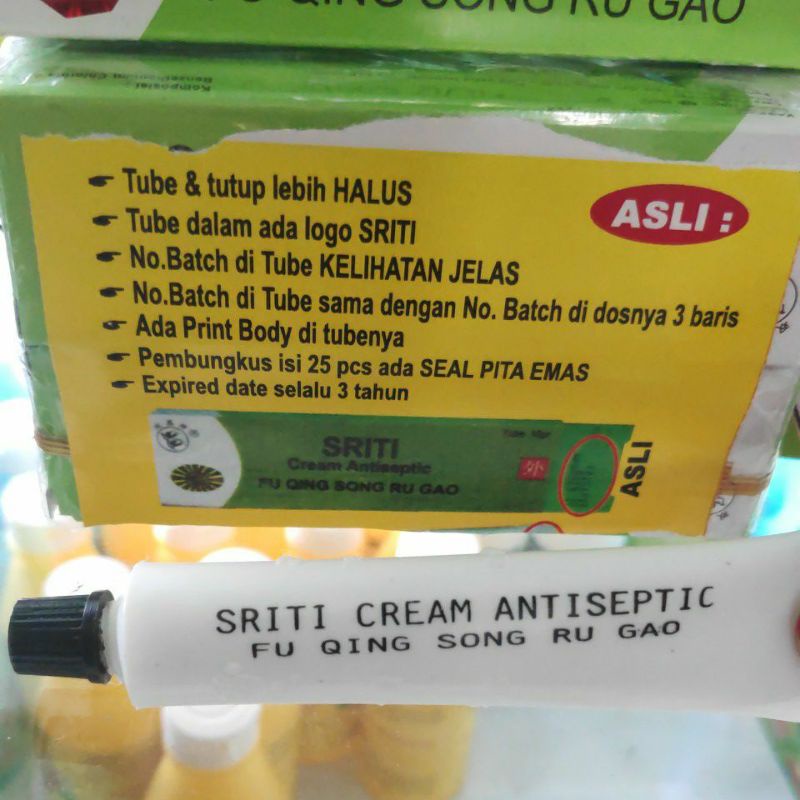 FU QING SONG RU GAO
Komposisi :
Tube & tutup lebih HALUS
ASLI :
Tube dalam ada logo SRITI
No.Batch di Tube KELIHATAN JELAS
No.Batch di Tube sama dengan No. Batch di dosnya 3 baris
Ada Print Body di tubenya
Pembungkus isi 25 pcs ada SEAL PITA EMAS
Expired date selalu 3 tahun
SRITI
Cream Antiseptic
FU QING SONG RU GAO
外
ASLI
SRITI CREAM ANTISEPTIC
FU QING SONG RU GAO